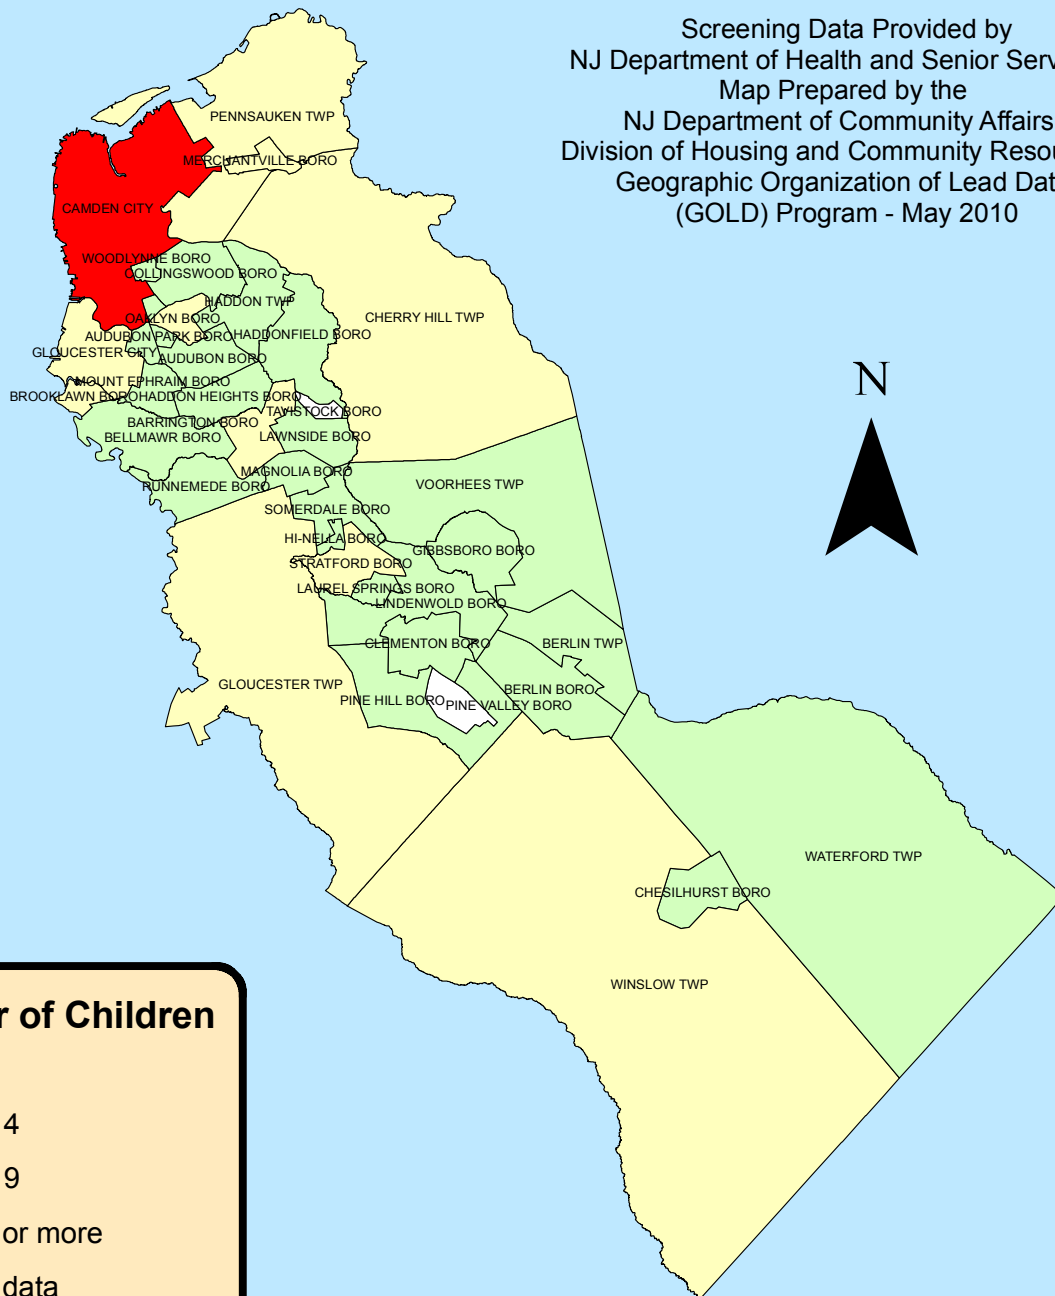 Screening Data Provided by
NJ Department of Health and Senior Serv
Map Prepared by the
NJ Department of Community Affairs
Division of Housing and Community Resou
Geographic Organization of Lead Dat
(GOLD) Program - May 2010
PENNSAUKEN TWP
MERCHANTVILLE BORO
CAMDEN CITY
WOODLYNNE BORO
COLLINGSWOOD BORO
HADDON TWP
OAKLYN BORO
CHERRY HILL TWP
AUDUBON PARK BORO
HADDONFIELD BORO
GLOUCESTER CITY
AUDUBON BORO
MOUNT EPHRAIM BORO
BROOKLAWN BORO
HADDON HEIGHTS BORO
TAVISTOCK BORO
BARRINGTON BORO
BELLMAWR BORO
LAWNSIDE BORO
MAGNOLIA BORO
RUNNEMEDE BORO
VOORHEES TWP
SOMERDALE BORO
HI-NELLA BORO
GIBBSBORO BORO
STRATFORD BORO
LAUREL SPRINGS BORO
LINDENWOLD BORO
CLEMENTON BORO
BERLIN TWP
GLOUCESTER TWP
BERLIN BORO
PINE HILL BORO
PINE VALLEY BORO
WATERFORD TWP
CHESILHURST BORO
WINSLOW TWP
N
r of Children
4
9
or more
data